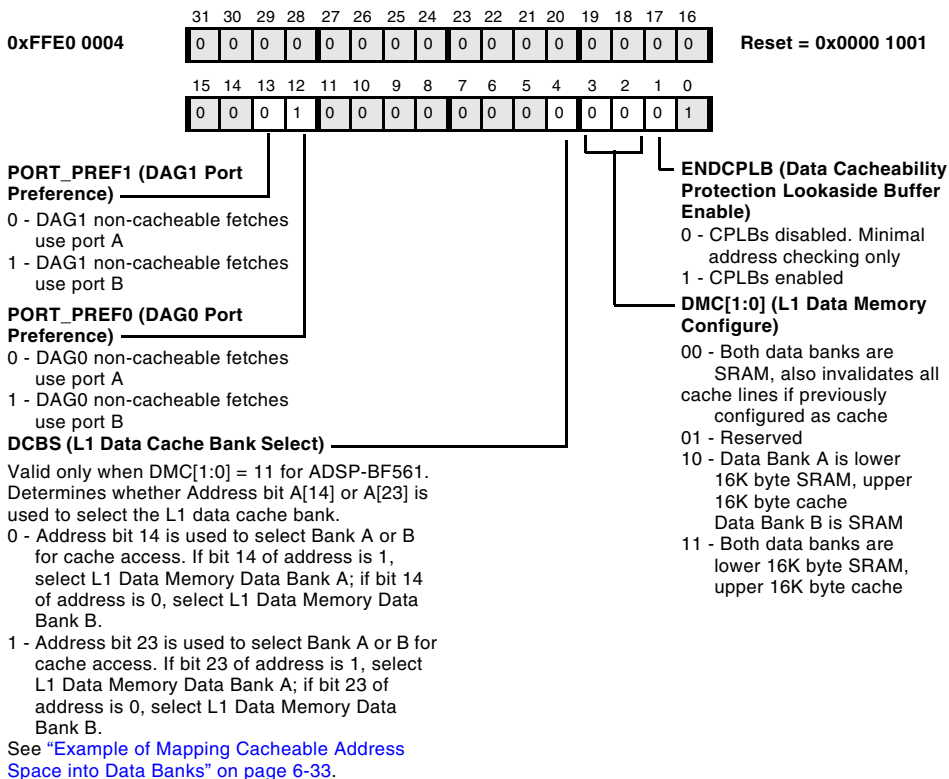 31 30 29 28 27 26 25 24 23 22 21 20 19 18 17 16
0xFFE0 0004
0 0 0 0 0 0 0 0 0 0 0 0 0 0 0 0
Reset = 0x0000 1001
15 14 13 12 11 10 9 8 7 6 5 4 3 2 1 0
0 0 0 1 0 0 0 0 0 0 0 0 0 0 0 1
PORT_PREF1 (DAG1 Port
Preference)
0 - DAG1 non-cacheable fetches
use port A
1 - DAG1 non-cacheable fetches
use port B
PORT_PREF0 (DAG0 Port
Preference)
0 - DAG0 non-cacheable fetches
use port A
1 - DAG0 non-cacheable fetches
use port B
DCBS (L1 Data Cache Bank Select)
Valid only when DMC[1:0] = 11 for ADSP-BF561.
Determines whether Address bit A[14] or A[23] is
used to select the L1 data cache bank.
0 - Address bit 14 is used to select Bank A or B
for cache access. If bit 14 of address is 1,
select L1 Data Memory Data Bank A; if bit 14
of address is 0, select L1 Data Memory Data
Bank B.
1 - Address bit 23 is used to select Bank A or B for
cache access. If bit 23 of address is 1, select
L1 Data Memory Data Bank A; if bit 23 of
address is 0, select L1 Data Memory Data
Bank B.
See “Example of Mapping Cacheable Address
Space into Data Banks” on page 6-33.
ENDCPLB (Data Cacheability
Protection Lookaside Buffer
Enable)
0 - CPLBs disabled. Minimal
address checking only
1 - CPLBs enabled
DMC[1:0] (L1 Data Memory
Configure)
00 - Both data banks are
SRAM, also invalidates all
cache lines if previously
configured as cache
01 - Reserved
10 - Data Bank A is lower
16K byte SRAM, upper
16K byte cache
Data Bank B is SRAM
11 - Both data banks are
lower 16K byte SRAM,
upper 16K byte cache